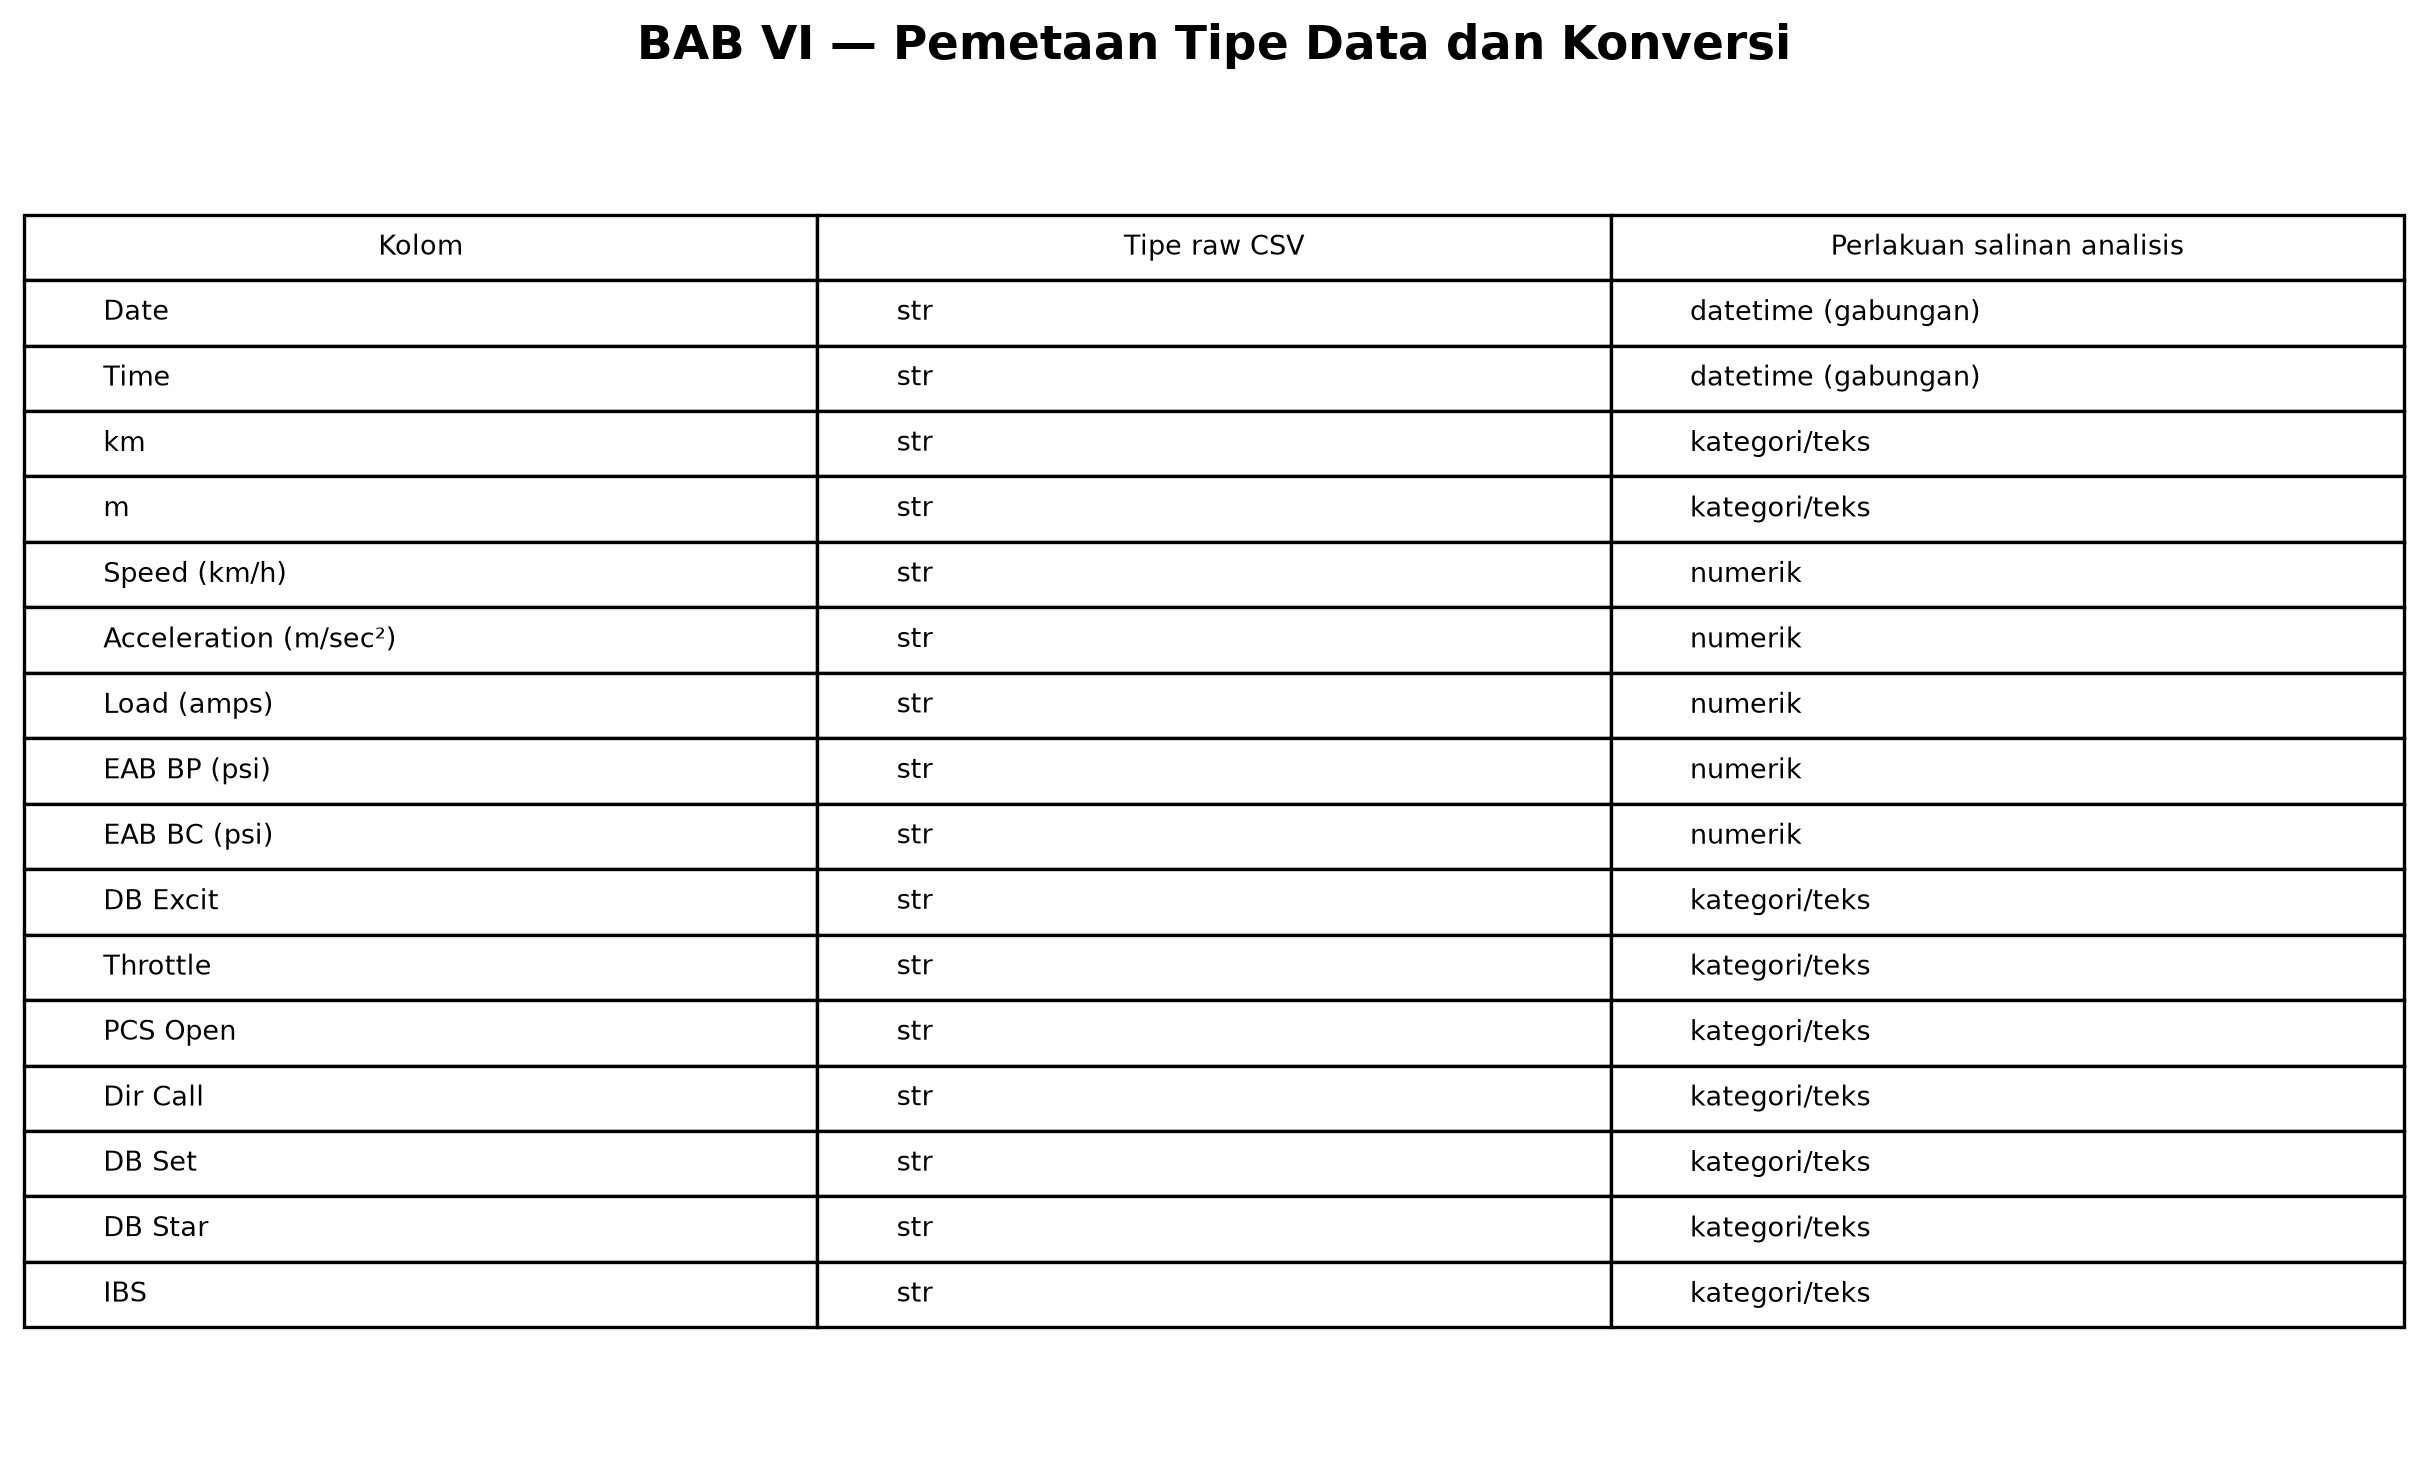 BAB VI — Pemetaan Tipe Data dan Konversi
Kolom Tipe raw CSV Perlakuan salinan analisis
Date str datetime (gabungan)
Time str datetime (gabungan)
km str kategori/teks
m str kategori/teks
Speed (km/h) str numerik
Acceleration (m/sec²) str numerik
Load (amps) str numerik
EAB BP (psi) str numerik
EAB BC (psi) str numerik
DB Excit str kategori/teks
Throttle str kategori/teks
PCS Open str kategori/teks
Dir Call str kategori/teks
DB Set str kategori/teks
DB Star str kategori/teks
IBS str kategori/teks